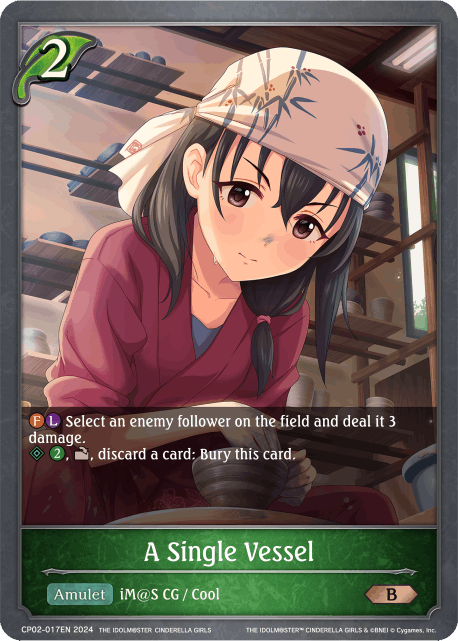 2
F L Select an enemy follower on the field and deal it 3
damage.
2, , discard a card: Bury this card.
A Single Vessel
Amulet iM@S CG / Cool
B
CP02-017EN 2024 THE IDOLM@STER CINDERELLA GIRLS THE IDOLM@STER™ CINDERELLA GIRLS & ©BNEI © Cygames, Inc.